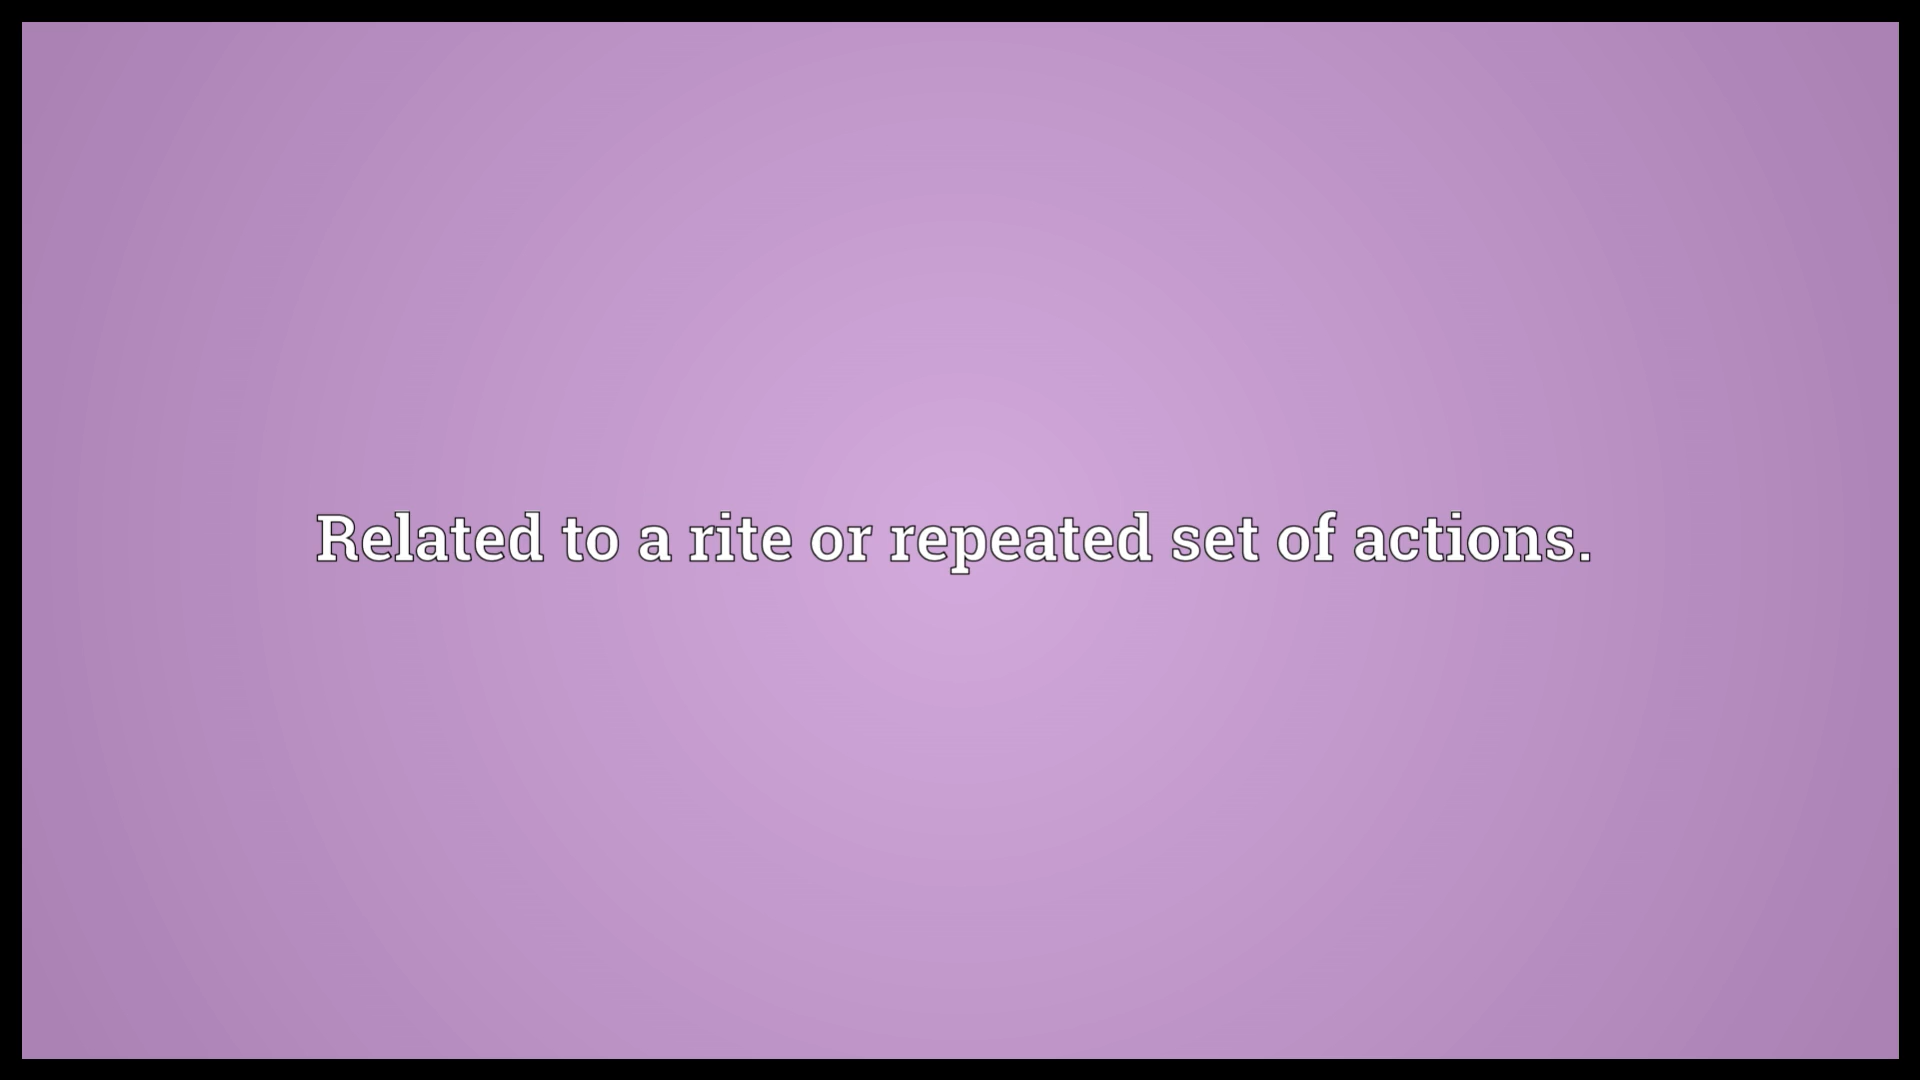 Related to a rite or repeated set of actions.